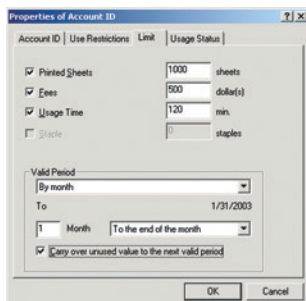 Properties of Account ID
Account ID Use Restrictions Limit Usage Status
Printed Sheets 1000 sheets
Fees 500 dollar(s)
Usage Time 120 min.
Staple 0 staples
Valid Period
By month
To 1/31/2003
1 Month To the end of the month
Carry over unused value to the next valid period
OK Cancel